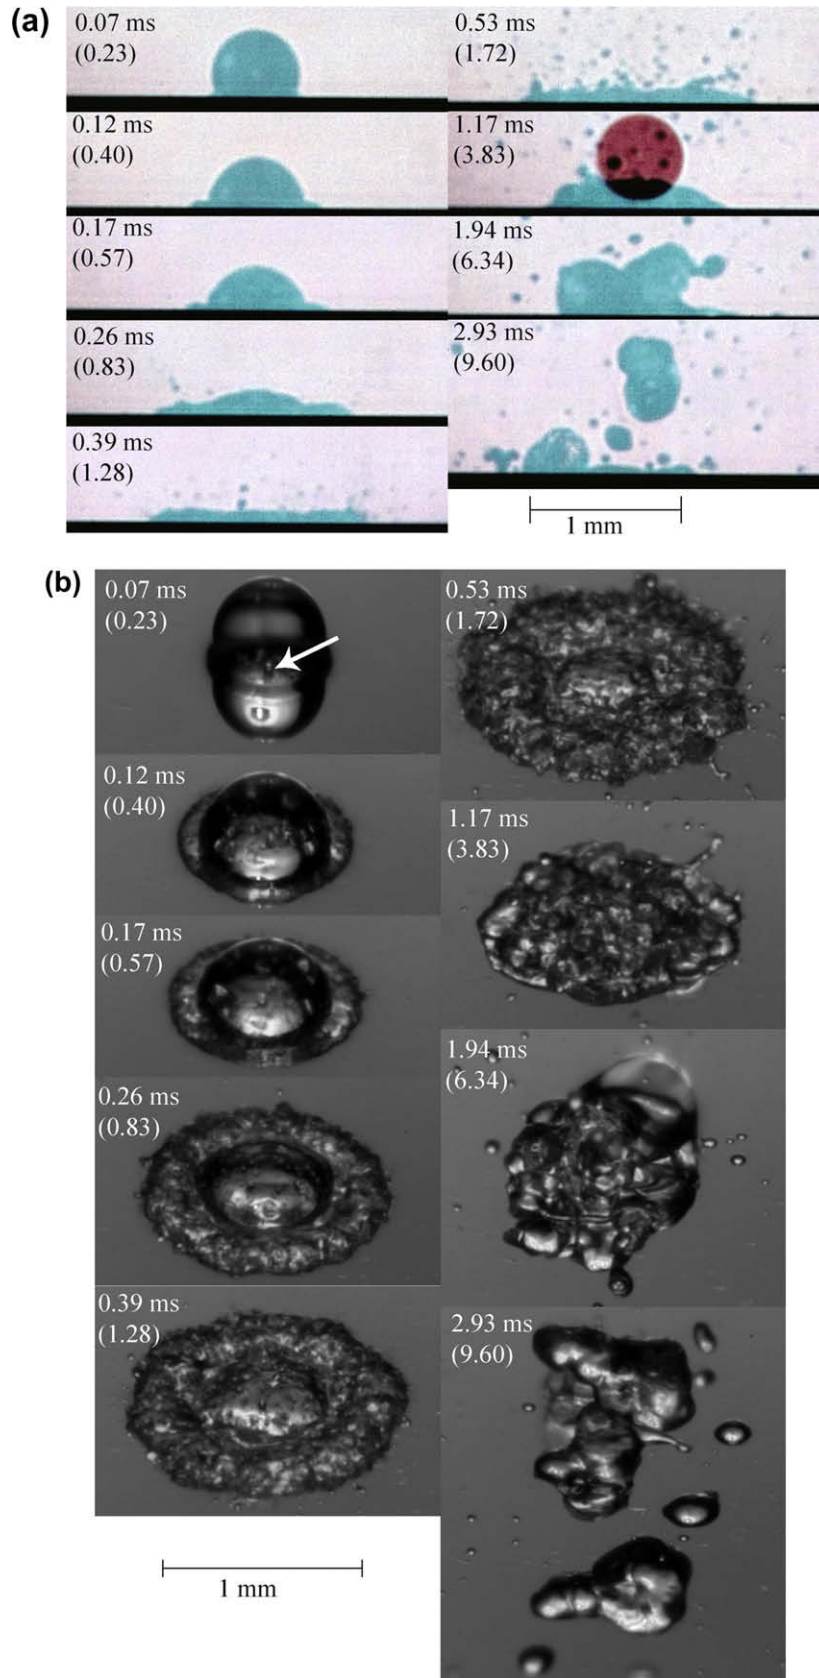 (a)
0.07 ms
(0.23)
0.12 ms
(0.40)
0.17 ms
(0.57)
0.26 ms
(0.83)
0.39 ms
(1.28)
0.53 ms
(1.72)
1.17 ms
(3.83)
1.94 ms
(6.34)
2.93 ms
(9.60)
1 mm
(b)
0.07 ms
(0.23)
0.12 ms
(0.40)
0.17 ms
(0.57)
0.26 ms
(0.83)
0.39 ms
(1.28)
1 mm
0.53 ms
(1.72)
1.17 ms
(3.83)
1.94 ms
(6.34)
2.93 ms
(9.60)